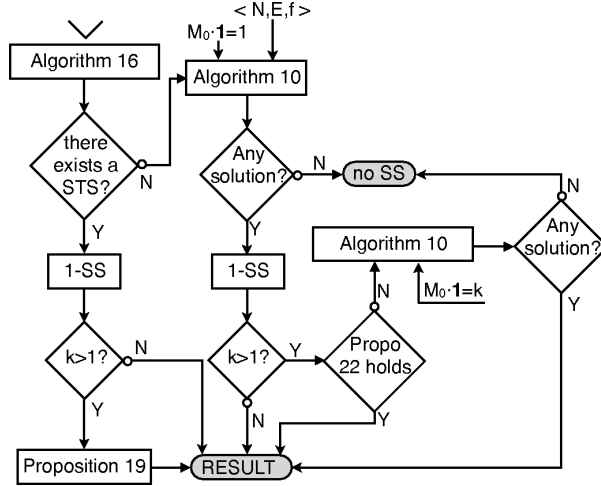 < N,E,f >
M₀·1=1
Algorithm 16
Algorithm 10
there
exists a
STS?
N
Any
solution?
N
no SS
N
Y
Y
Any
solution?
Algorithm 10
1-SS
1-SS
M₀·1=k
N
Y
k>1?
N
k>1?
Y
Propo
22 holds
Y
N
Y
Proposition 19
RESULT